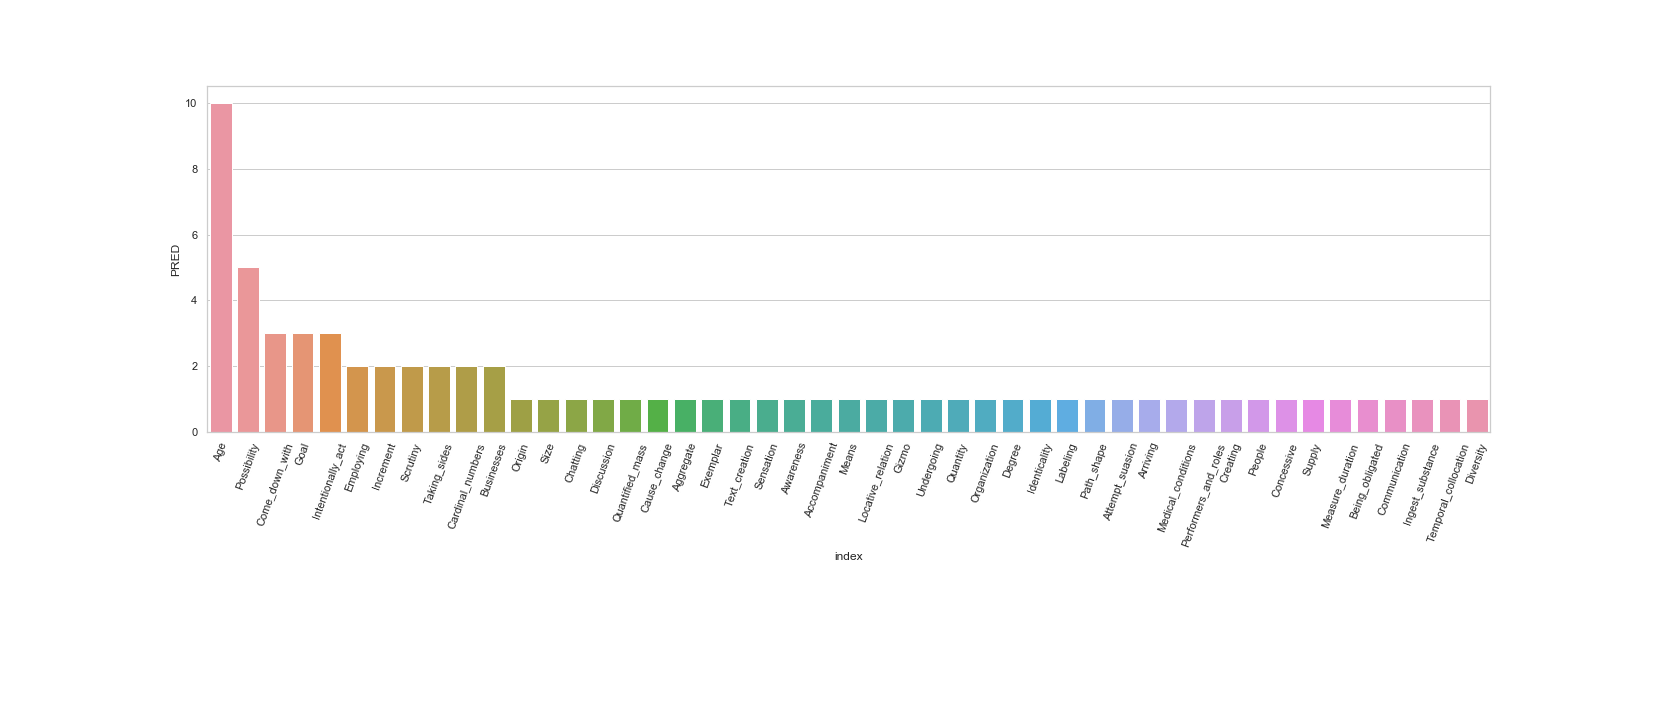 10
8
6
4
2
0
PRED
Age
Possibility
Come_down_with
Goal
Intentionally_act
Employing
Increment
Scrutiny
Taking_sides
Cardinal_numbers
Businesses
Origin
Size
Chatting
Discussion
Quantified_mass
Cause_change
Aggregate
Exemplar
Text_creation
Sensation
Awareness
Accompaniment
Means
Locative_relation
Gizmo
Undergoing
Quantity
Organization
Degree
Identicality
Labeling
Path_shape
Attempt_suasion
Arriving
Medical_conditions
Performers_and_roles
Creating
People
Concessive
Supply
Measure_duration
Being_obligated
Communication
Ingest_substance
Temporal_collocation
Diversity
index